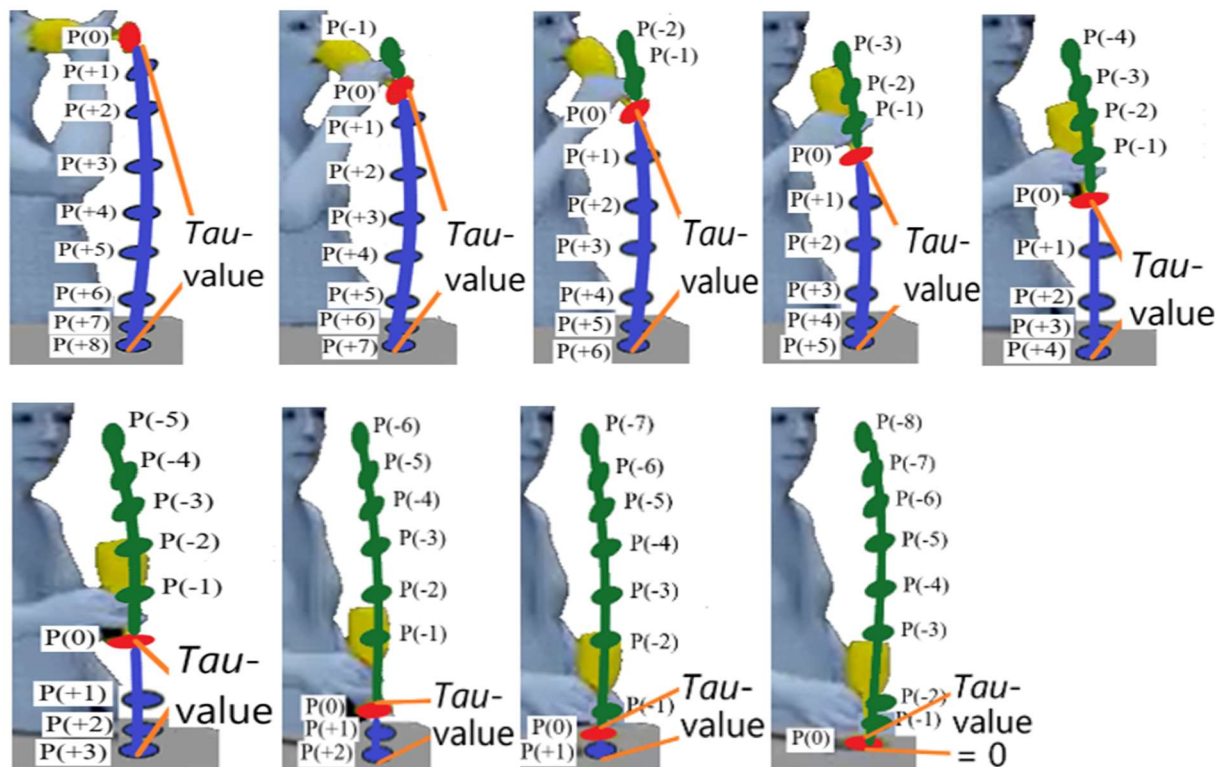 P(0)
P(+1)
P(+2)
P(+3)
P(+4)
P(+5)
P(+6)
P(+7)
P(+8)
Tau-
value
P(-1)
P(0)
P(+1)
P(+2)
P(+3)
P(+4)
P(+5)
P(+6)
P(+7)
Tau-
value
P(-2)
P(-1)
P(0)
P(+1)
P(+2)
P(+3)
P(+4)
P(+5)
P(+6)
Tau-
value
P(-3)
P(-2)
P(-1)
P(0)
P(+1)
P(+2)
P(+3)
P(+4)
P(+5)
Tau-
value
P(-4)
P(-3)
P(-2)
P(-1)
P(0)
P(+1)
P(+2)
P(+3)
P(+4)
Tau-
value
P(-5)
P(-4)
P(-3)
P(-2)
P(-1)
P(0)
P(+1)
P(+2)
P(+3)
Tau-
value
P(-6)
P(-5)
P(-4)
P(-3)
P(-2)
P(-1)
P(0)
P(+1)
P(+2)
Tau-
value
P(-7)
P(-6)
P(-5)
P(-4)
P(-3)
P(-2)
P(-1)
P(0)
P(+1)
Tau-
value
P(-8)
P(-7)
P(-6)
P(-5)
P(-4)
P(-3)
P(-2)
P(-1)
P(0)
Tau-
value
= 0